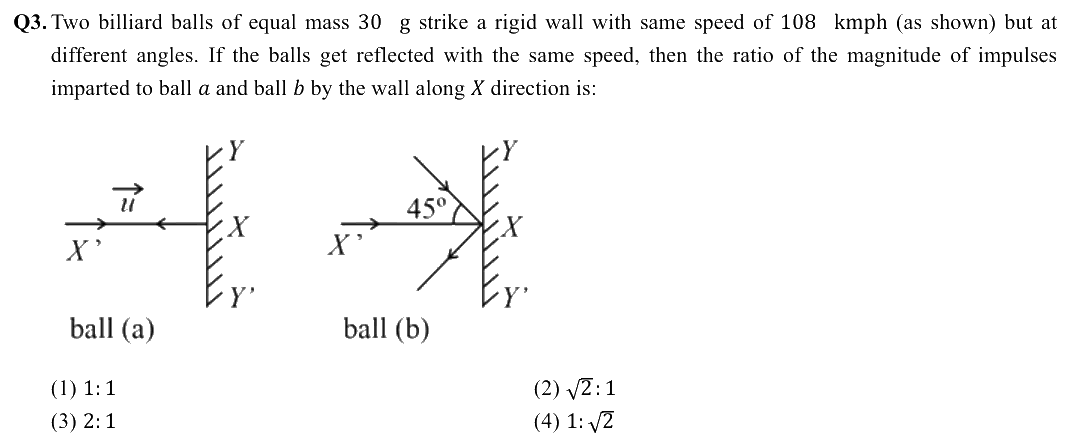 Q3. Two billiard balls of equal mass 30 g strike a rigid wall with same speed of 108 kmph (as shown) but at
different angles. If the balls get reflected with the same speed, then the ratio of the magnitude of impulses
imparted to ball a and ball b by the wall along X direction is:
Y Y
u⃗ 45°
X X
X' X'
Y' Y'
ball (a) ball (b)
(1) 1:1 (2) √2:1
(3) 2:1 (4) 1:√2